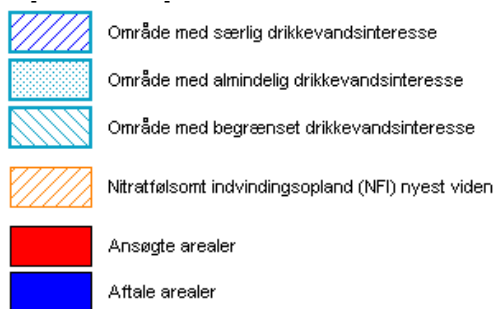 Område med særlig drikkevandsinteresse
Område med almindelig drikkevandsinteresse
Område med begrænset drikkevandsinteresse
Nitratfølsomt indvindingsopland (NFI) nyest viden
Ansøgte arealer
Aftale arealer